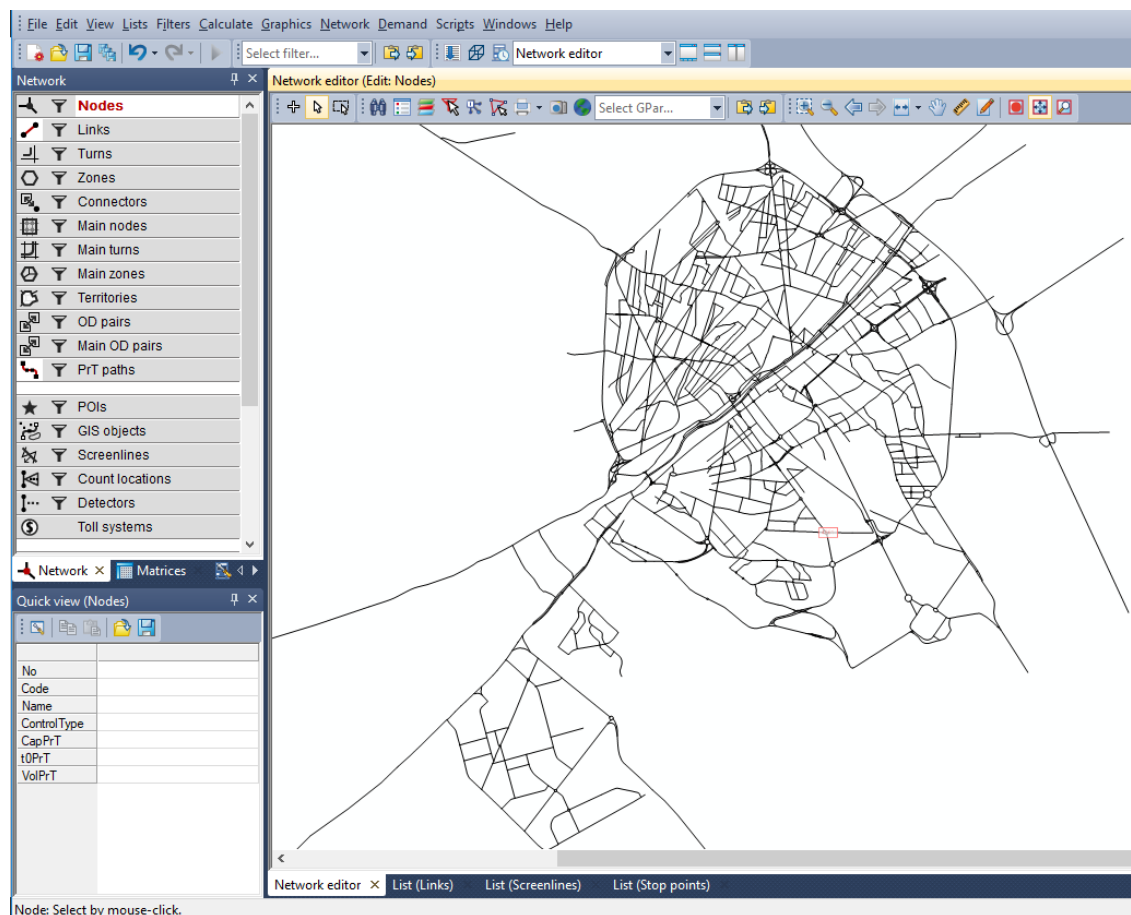 File Edit View Lists Filters Calculate Graphics Network Demand Scripts Windows Help
Select filter... Network editor
Network
Network editor (Edit: Nodes)
Select GPar...
Nodes
Links
Turns
Zones
Connectors
Main nodes
Main turns
Main zones
Territories
OD pairs
Main OD pairs
PrT paths
POIs
GIS objects
Screenlines
Count locations
Detectors
Toll systems
Network Matrices
Quick view (Nodes)
No
Code
Name
ControlType
CapPrT
t0PrT
VolPrT
Network editor List (Links) List (Screenlines) List (Stop points)
Node: Select by mouse-click.